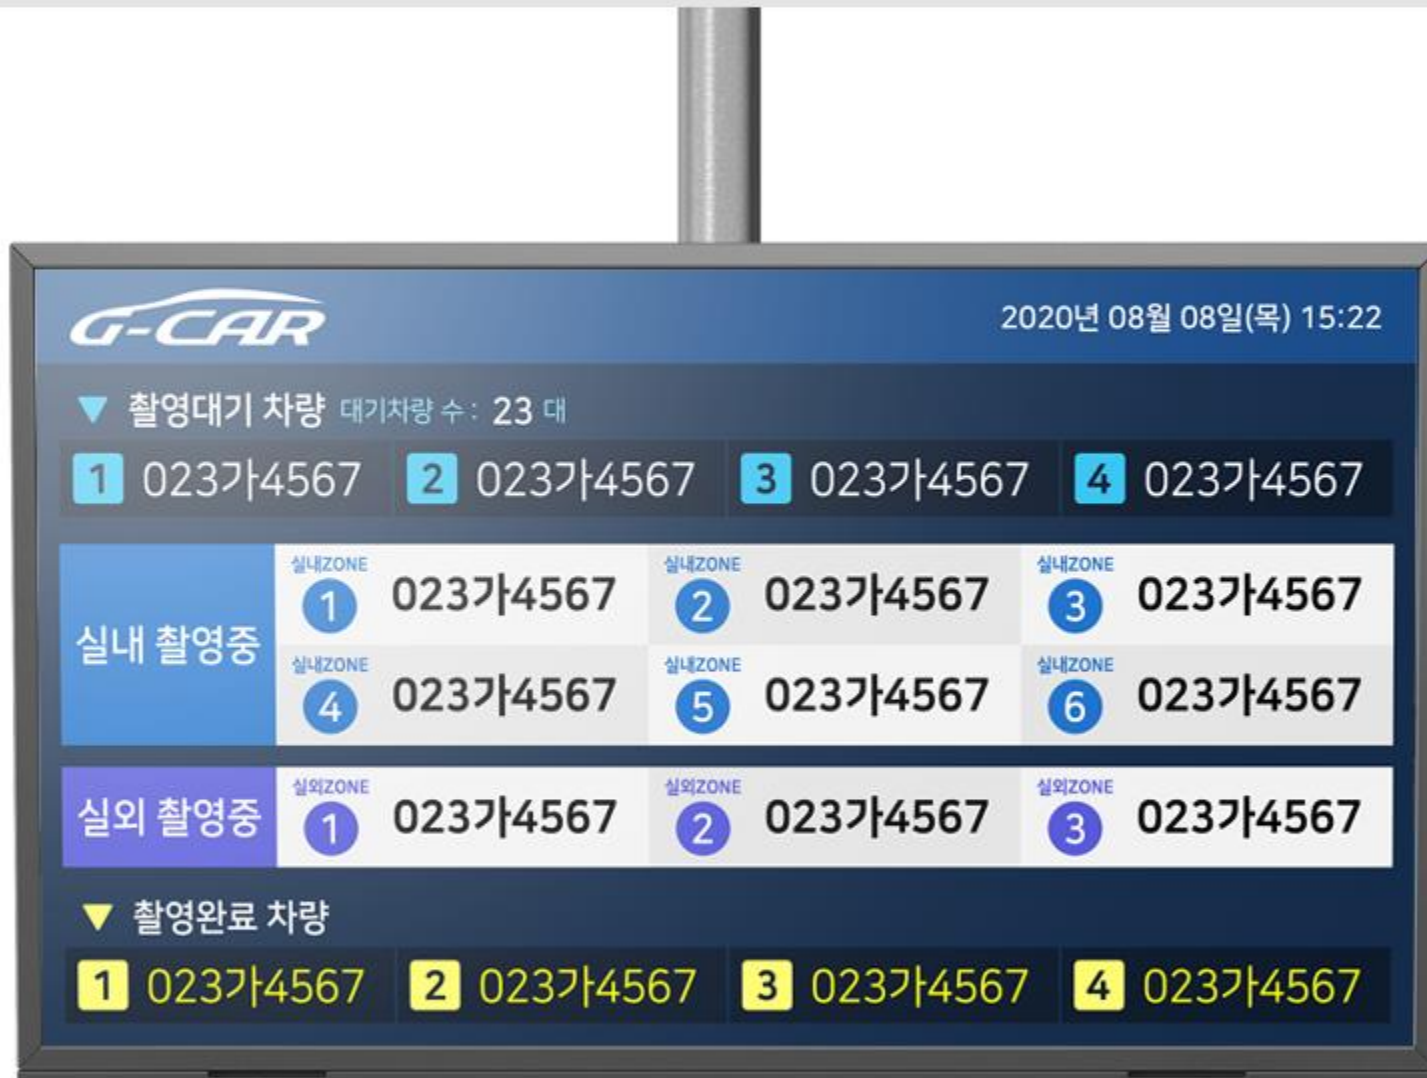 G-CAR
2020년 08월 08일(목) 15:22
▼ 촬영대기 차량 대기차량 수 : 23 대
1 023가4567 2 023가4567 3 023가4567 4 023가4567
실내 촬영중
실내ZONE 1 023가4567 실내ZONE 2 023가4567 실내ZONE 3 023가4567
실내ZONE 4 023가4567 실내ZONE 5 023가4567 실내ZONE 6 023가4567
실외 촬영중
실외ZONE 1 023가4567 실외ZONE 2 023가4567 실외ZONE 3 023가4567
▼ 촬영완료 차량
1 023가4567 2 023가4567 3 023가4567 4 023가4567